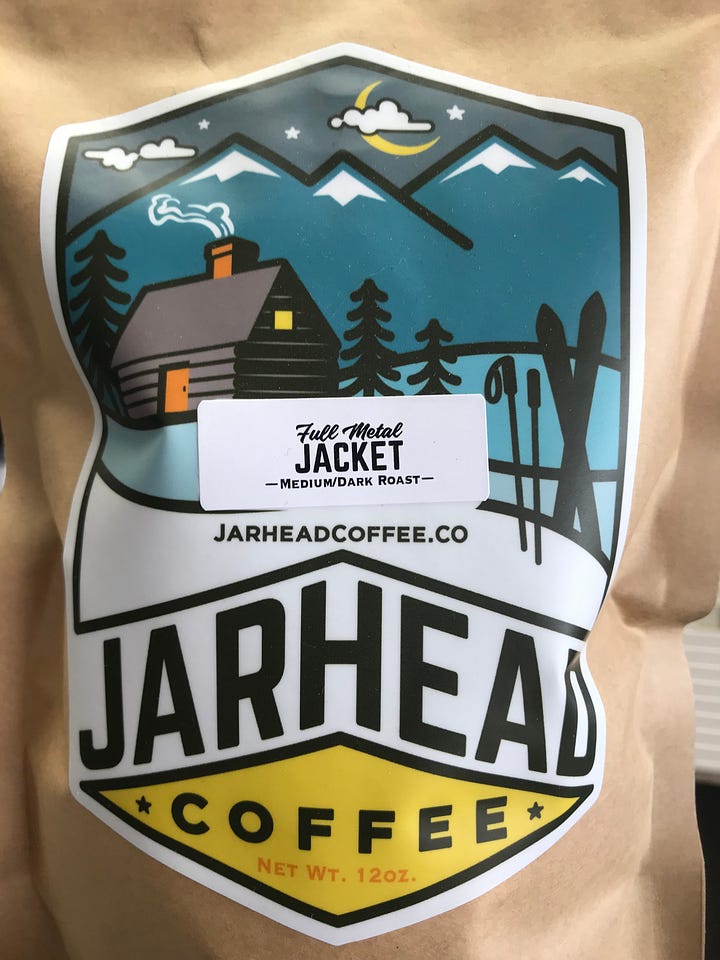 Full Metal
JACKET
—MEDIUM/DARK ROAST—
JARHEADCOFFEE.CO
JARHEAD
COFFEE
NET WT. 12OZ.